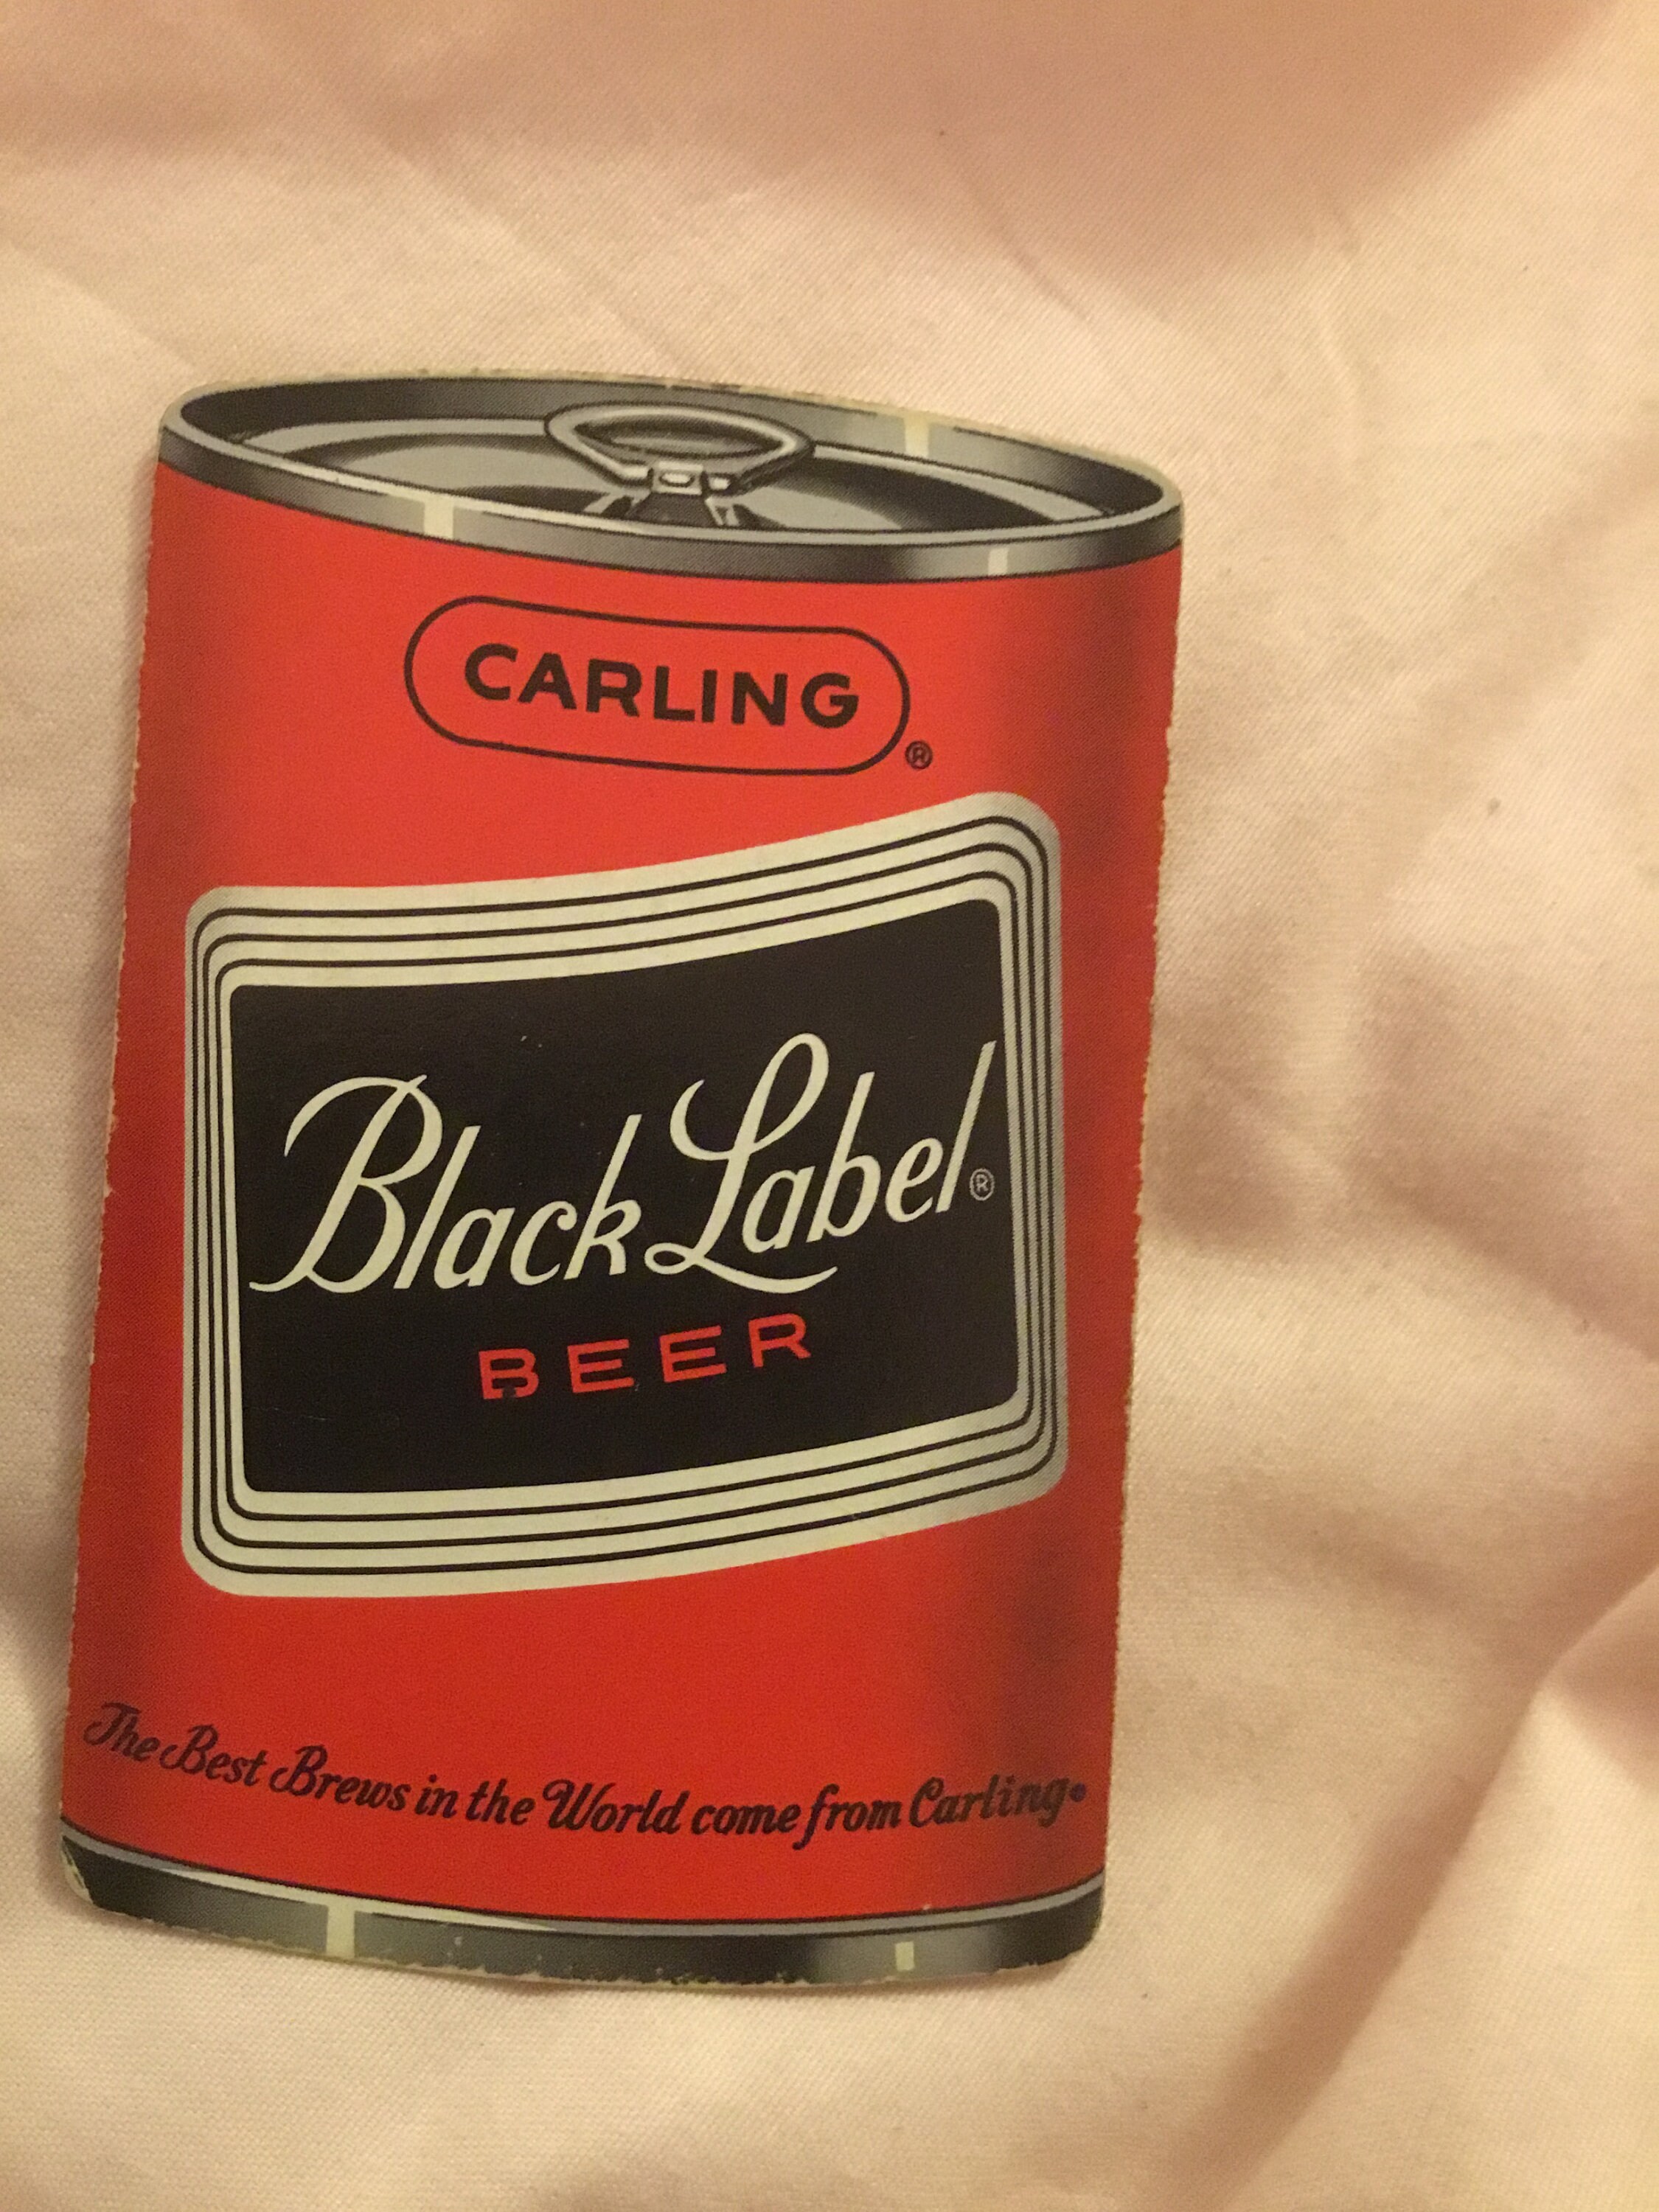 CARLING
®
Black Label®
BEER
The Best Brews in the World come from Carling